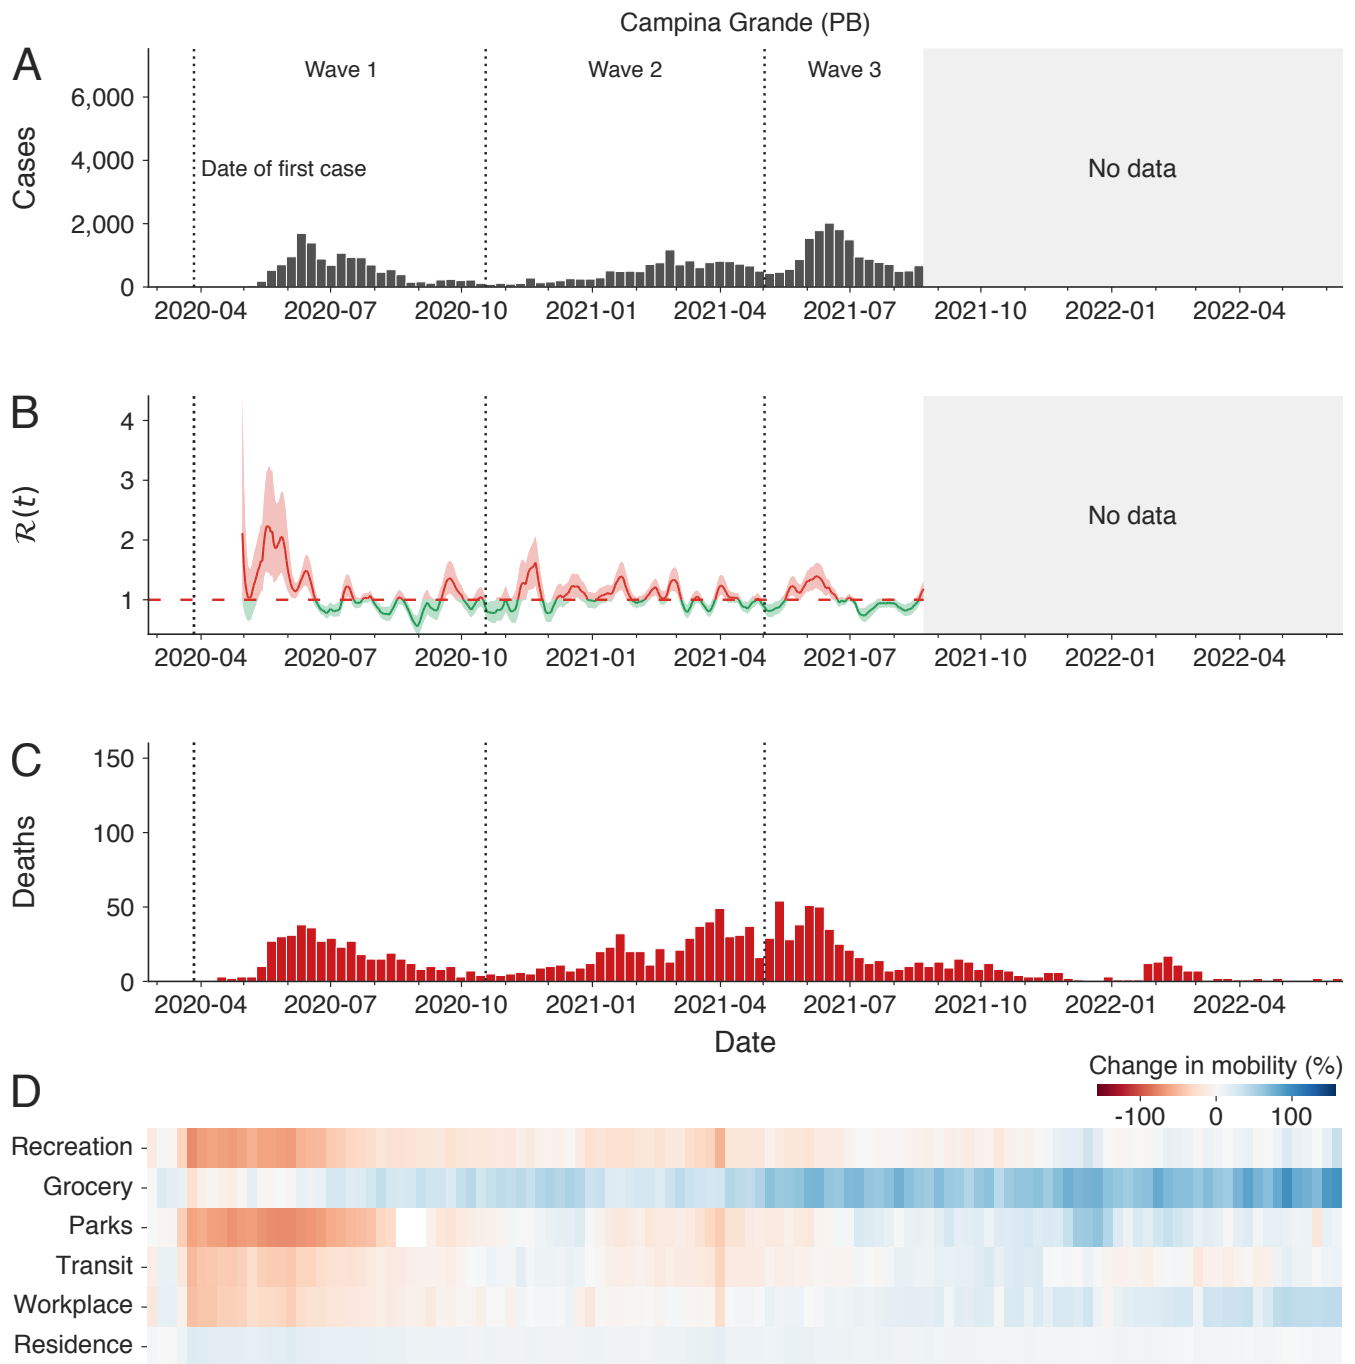 Campina Grande (PB)
A
Wave 1
Wave 2
Wave 3
6,000
4,000
2,000
0
Cases
Date of first case
No data
2020-04
2020-07
2020-10
2021-01
2021-04
2021-07
2021-10
2022-01
2022-04
B
4
3
2
1
R(t)
No data
2020-04
2020-07
2020-10
2021-01
2021-04
2021-07
2021-10
2022-01
2022-04
C
150
100
50
0
Deaths
2020-04
2020-07
2020-10
2021-01
2021-04
2021-07
2021-10
2022-01
2022-04
Date
Change in mobility (%)
-100
0
100
D
Recreation
Grocery
Parks
Transit
Workplace
Residence